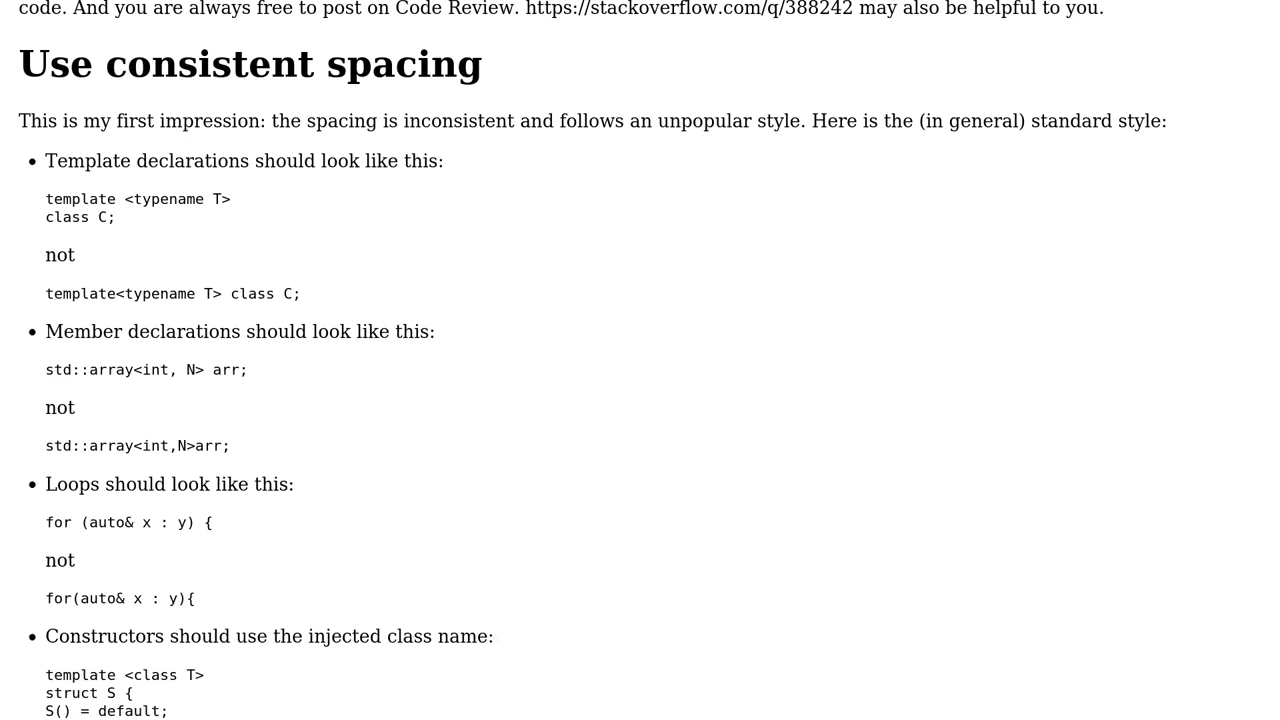 code. And you are always free to post on Code Review. https://stackoverflow.com/q/388242 may also be helpful to you.
Use consistent spacing
This is my first impression: the spacing is inconsistent and follows an unpopular style. Here is the (in general) standard style:
• Template declarations should look like this:
template <typename T>
class C;
not
template<typename T> class C;
• Member declarations should look like this:
std::array<int, N> arr;
not
std::array<int,N>arr;
• Loops should look like this:
for (auto& x : y) {
not
for(auto& x : y){
• Constructors should use the injected class name:
template <class T>
struct S {
S() = default;